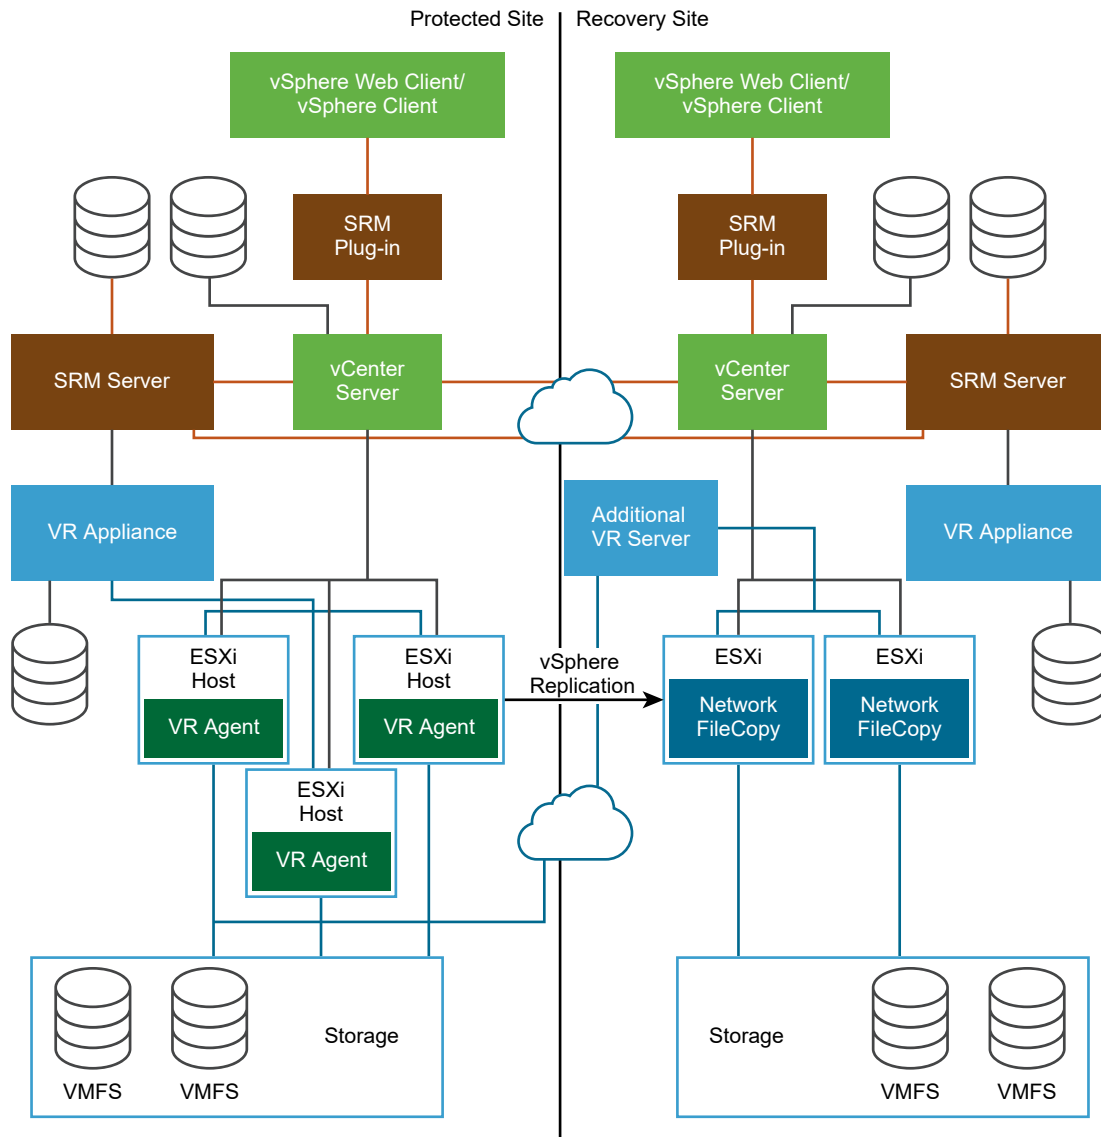 Protected Site
Recovery Site
vSphere Web Client/
vSphere Client
vSphere Web Client/
vSphere Client
SRM
Plug-in
SRM
Plug-in
SRM Server
vCenter
Server
vCenter
Server
SRM Server
VR Appliance
Additional
VR Server
VR Appliance
ESXi
Host
VR Agent
ESXi
Host
VR Agent
vSphere
Replication
ESXi
Network
FileCopy
ESXi
Network
FileCopy
ESXi
Host
VR Agent
Storage
VMFS
VMFS
Storage
VMFS
VMFS